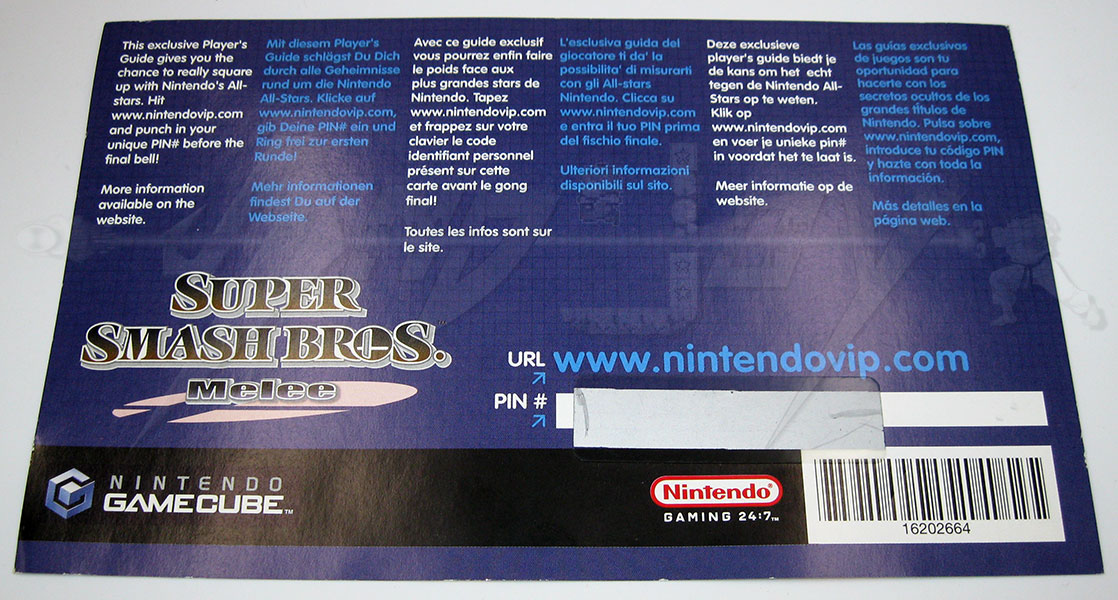 This exclusive Player's
Guide gives you the
chance to really square
up with Nintendo's All-
stars. Hit
www.nintendovip.com
and punch in your
unique PIN# before the
final bell!
More information
available on the
website.
Mit diesem Player's
Guide schlägst Du Dich
durch alle Geheimnisse
rund um die Nintendo
All-Stars. Klicke auf
www.nintendovip.com,
gib Deine PIN# ein und
Ring frei zur ersten
Runde!
Mehr informationen
findest Du auf der
Webseite.
Avec ce guide exclusif
vous pourrez enfin faire
le poids face aux
plus grandes stars de
Nintendo. Tapez
www.nintendovip.com
et frappez sur votre
clavier le code
identifiant personnel
présent sur cette
carte avant le gong
final!
Toutes les infos sont sur
le site.
L'esclusiva guida del
giocatore ti da' la
possibilita' di misurarti
con gli All-stars
Nintendo. Clicca su
www.nintendovip.com
e entra il tuo PIN prima
del fischio finale.
Ulteriori informazioni
disponibili sul sito.
Deze exclusieve
player's guide biedt je
de kans om het echt
tegen de Nintendo All-
Stars op te weten.
Klik op
www.nintendovip.com
en voer je unieke pin#
in voordat het te laat is.
Meer informatie op de
website.
Las guías exclusivas
de juegos son tu
oportunidad para
hacerte con los
secretos ocultos de los
grandes títulos de
Nintendo. Pulsa sobre
www.nintendovip.com,
introduce tu código PIN
y hazte con toda la
información.
Más detalles en la
página web.
SUPER
SMASH BROS.™
Melee
URL www.nintendovip.com
PIN #
NINTENDO
GAMECUBE™
Nintendo®
GAMING 24:7™
16202664